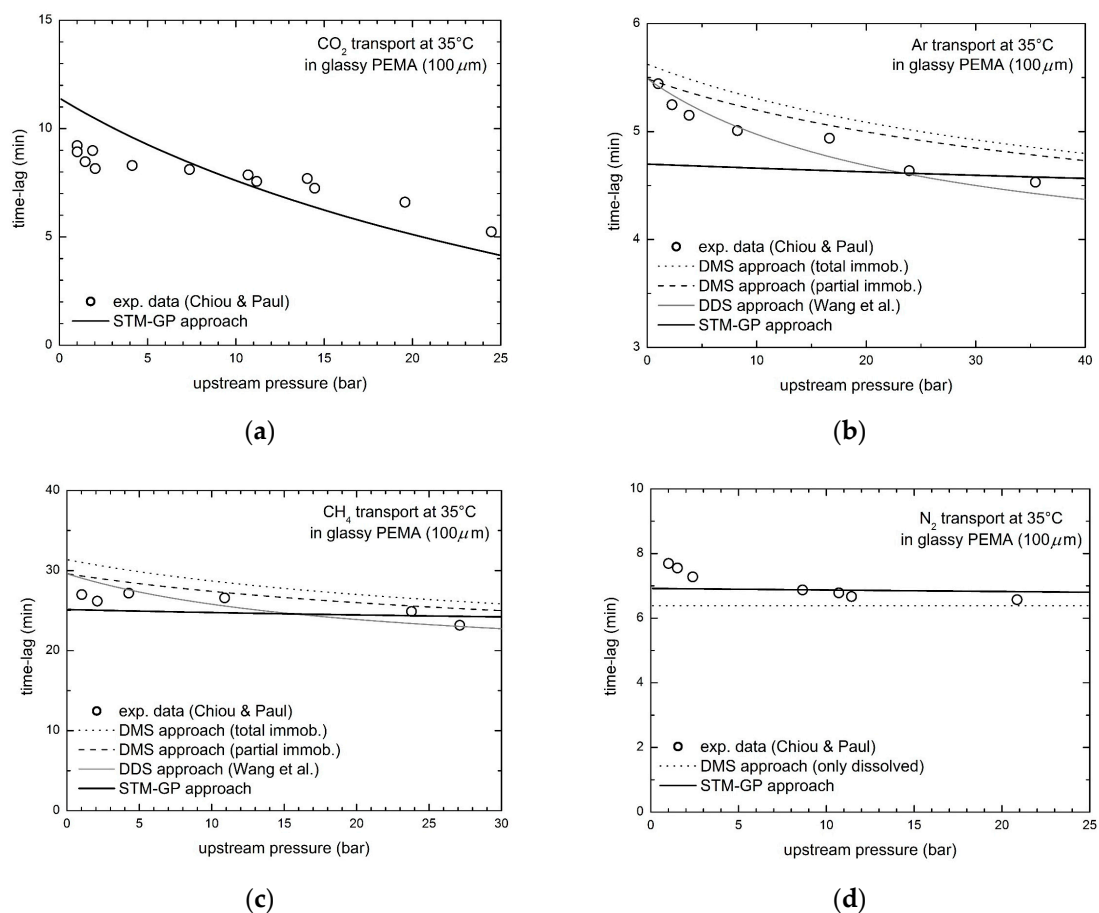 15
10
5
0
time-lag (min)
CO2 transport at 35°C
in glassy PEMA (100μm)
exp. data (Chiou & Paul)
STM-GP approach
0 5 10 15 20 25
upstream pressure (bar)
(a)
6
5
4
3
time-lag (min)
Ar transport at 35°C
in glassy PEMA (100μm)
exp. data (Chiou & Paul)
DMS approach (total immob.)
DMS approach (partial immob.)
DDS approach (Wang et al.)
STM-GP approach
0 10 20 30 40
upstream pressure (bar)
(b)
40
30
20
10
0
time-lag (min)
CH4 transport at 35°C
in glassy PEMA (100μm)
exp. data (Chiou & Paul)
DMS approach (total immob.)
DMS approach (partial immob.)
DDS approach (Wang et al.)
STM-GP approach
0 5 10 15 20 25 30
upstream pressure (bar)
(c)
10
8
6
4
2
0
time-lag (min)
N2 transport at 35°C
in glassy PEMA (100μm)
exp. data (Chiou & Paul)
DMS approach (only dissolved)
STM-GP approach
0 5 10 15 20 25
upstream pressure (bar)
(d)